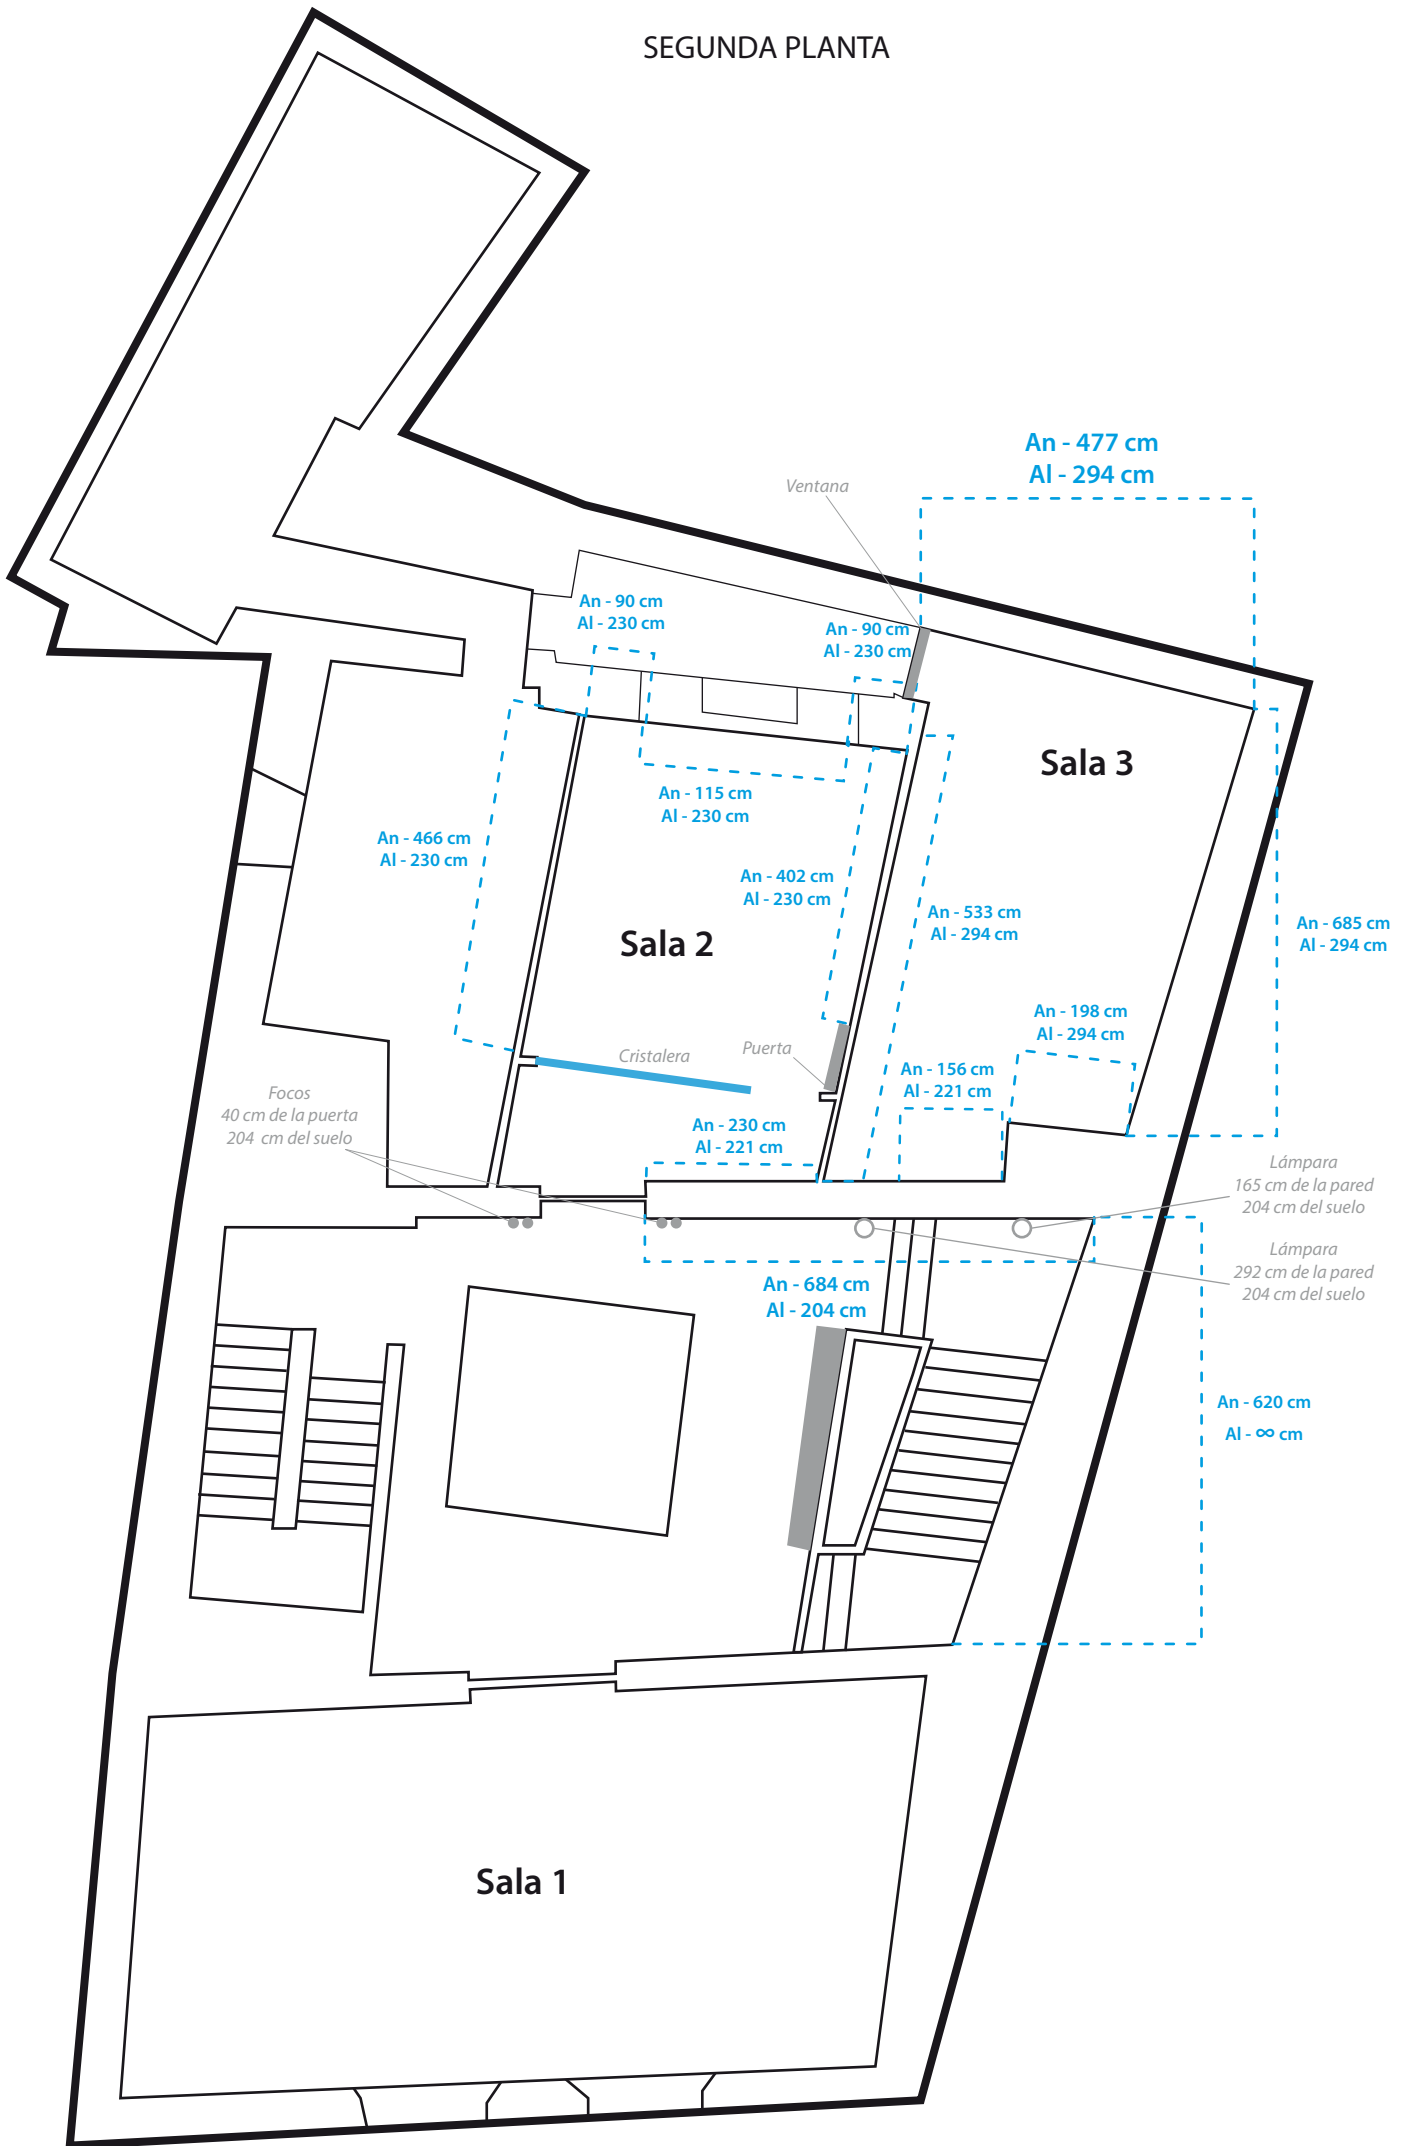 SEGUNDA PLANTA
An - 477 cm
Al - 294 cm
Ventana
An - 90 cm
Al - 230 cm
An - 90 cm
Al - 230 cm
Sala 3
An - 115 cm
Al - 230 cm
An - 466 cm
Al - 230 cm
An - 402 cm
Al - 230 cm
An - 533 cm
Al - 294 cm
An - 685 cm
Al - 294 cm
Sala 2
An - 198 cm
Al - 294 cm
Cristalera
Puerta
An - 156 cm
Al - 221 cm
Focos
40 cm de la puerta
204 cm del suelo
An - 230 cm
Al - 221 cm
Lámpara
165 cm de la pared
204 cm del suelo
Lámpara
292 cm de la pared
204 cm del suelo
An - 684 cm
Al - 204 cm
An - 620 cm
Al - ∞ cm
Sala 1